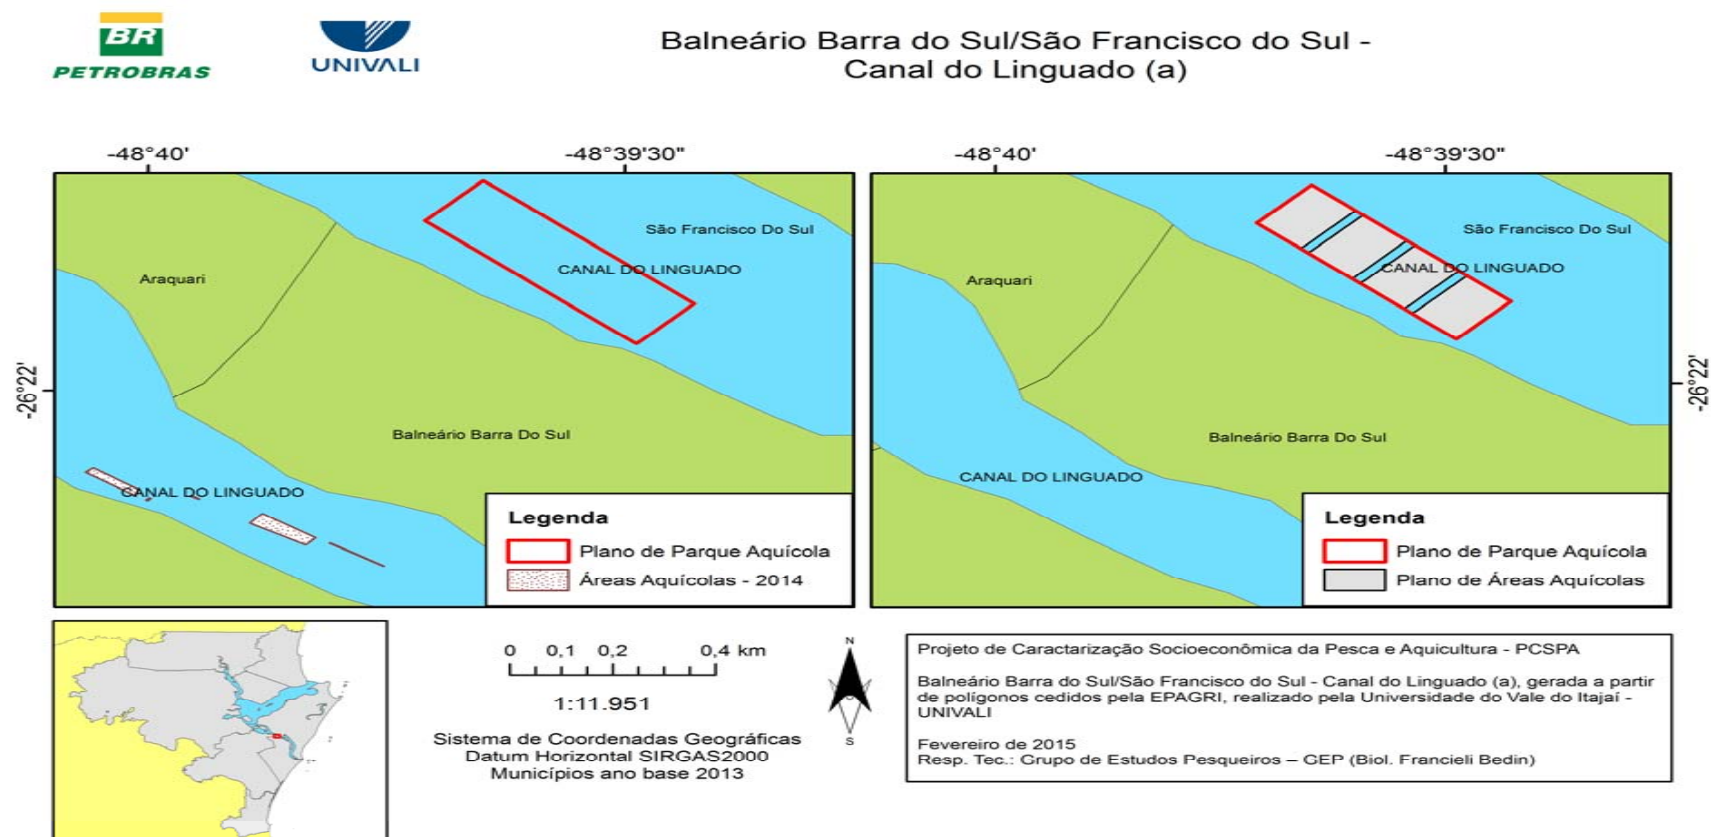 BR
PETROBRAS
UNIVALI
Balneário Barra do Sul/São Francisco do Sul -
Canal do Linguado (a)
-48°40'
-48°39'30"
-48°40'
-48°39'30"
São Francisco Do Sul
CANAL DO LINGUADO
Araquari
-26°22'
Balneário Barra Do Sul
CANAL DO LINGUADO
Legenda
Plano de Parque Aquícola
Áreas Aquícolas - 2014
São Francisco Do Sul
CANAL DO LINGUADO
Araquari
-26°22'
Balneário Barra Do Sul
CANAL DO LINGUADO
Legenda
Plano de Parque Aquícola
Plano de Áreas Aquícolas
0 0,1 0,2 0,4 km
1:11.951
Sistema de Coordenadas Geográficas
Datum Horizontal SIRGAS2000
Municípios ano base 2013
N
S
Projeto de Caractarização Socioeconômica da Pesca e Aquicultura - PCSPA
Balneário Barra do Sul/São Francisco do Sul - Canal do Linguado (a), gerada a partir
de polígonos cedidos pela EPAGRI, realizado pela Universidade do Vale do Itajaí -
UNIVALI
Fevereiro de 2015
Resp. Tec.: Grupo de Estudos Pesqueiros – GEP (Biol. Francieli Bedin)